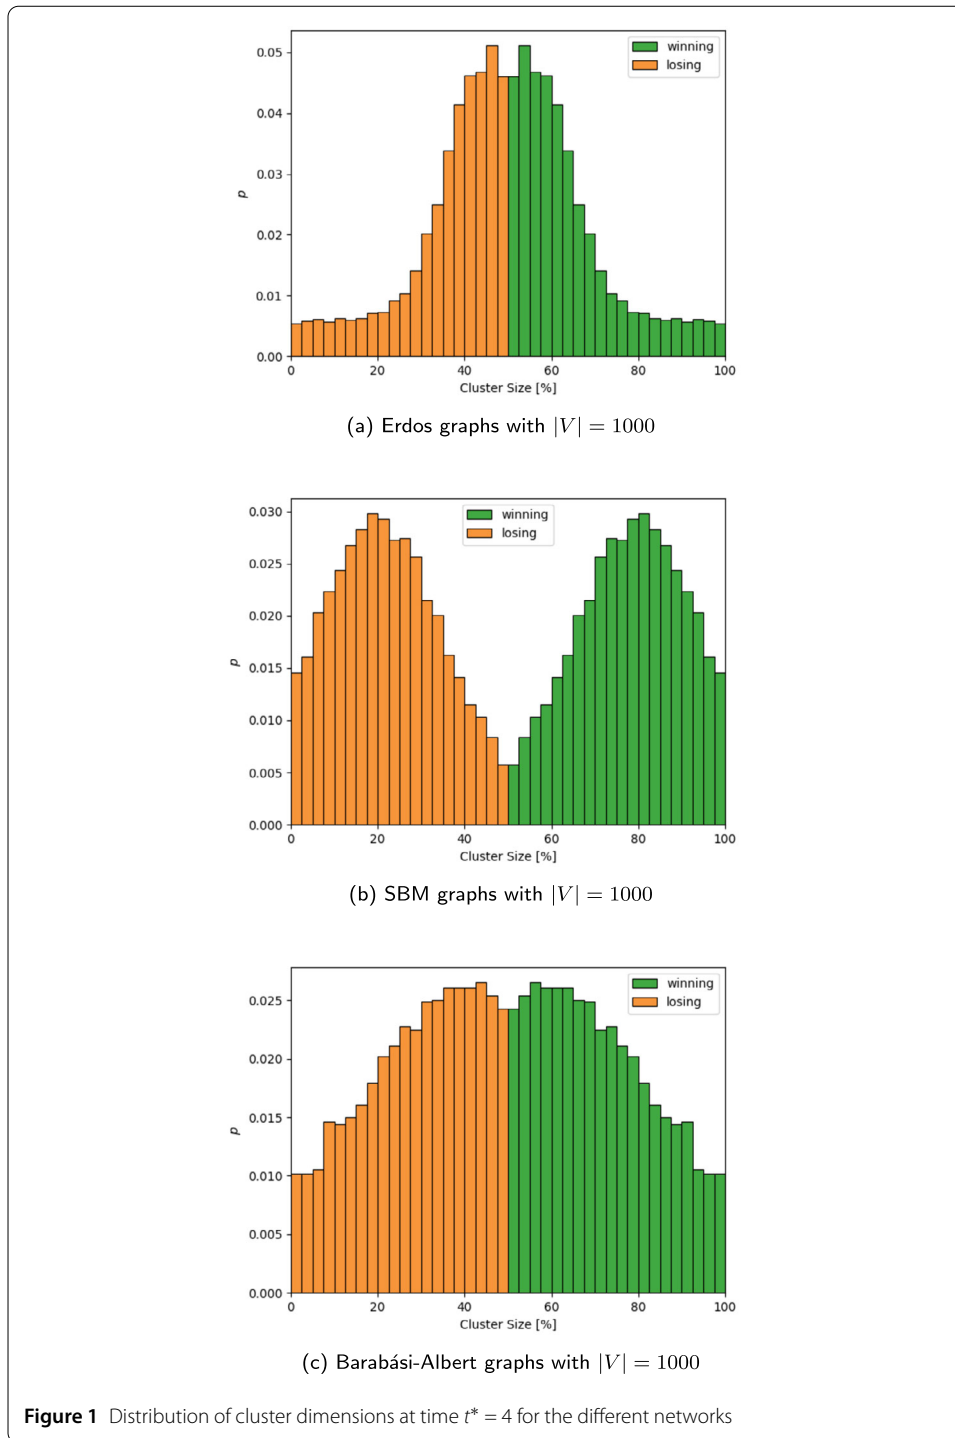 winning
losing
0.05
0.04
0.03
0.02
0.01
0.00
p
0 20 40 60 80 100
Cluster Size [%]
(a) Erdos graphs with |V| = 1000
winning
losing
0.030
0.025
0.020
0.015
0.010
0.005
0.000
p
0 20 40 60 80 100
Cluster Size [%]
(b) SBM graphs with |V| = 1000
winning
losing
0.025
0.020
0.015
0.010
0.005
0.000
p
0 20 40 60 80 100
Cluster Size [%]
(c) Barabási-Albert graphs with |V| = 1000
Figure 1 Distribution of cluster dimensions at time t* = 4 for the different networks